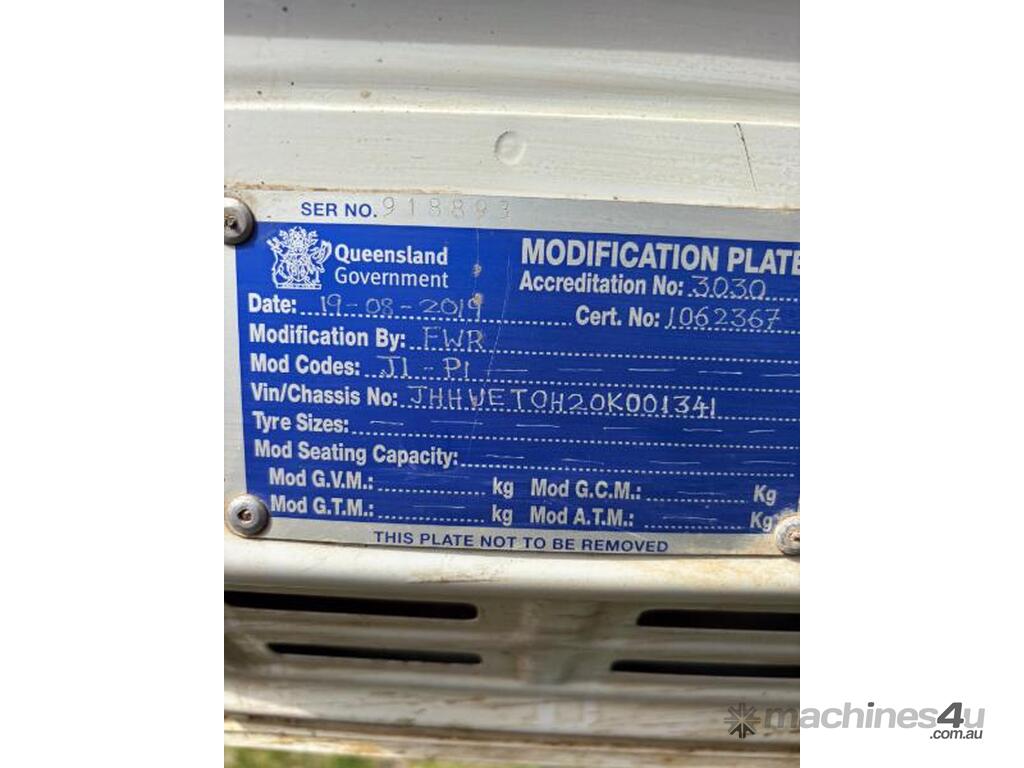 SER NO. 918893
Queensland Government
MODIFICATION PLATE
Accreditation No: 3030
Date: 19-08-2019
Cert. No: 1062367
Modification By: FWR
Mod Codes: J1 - P1 — — — — —
Vin/Chassis No: JHHWET0H20K001341
Tyre Sizes: — — — — — — — —
Mod Seating Capacity: — — — — — —
Mod G.V.M.: — — kg Mod G.C.M.: — — Kg
Mod G.T.M.: — — kg Mod A.T.M.: — — Kg
THIS PLATE NOT TO BE REMOVED
machines4u
.com.au